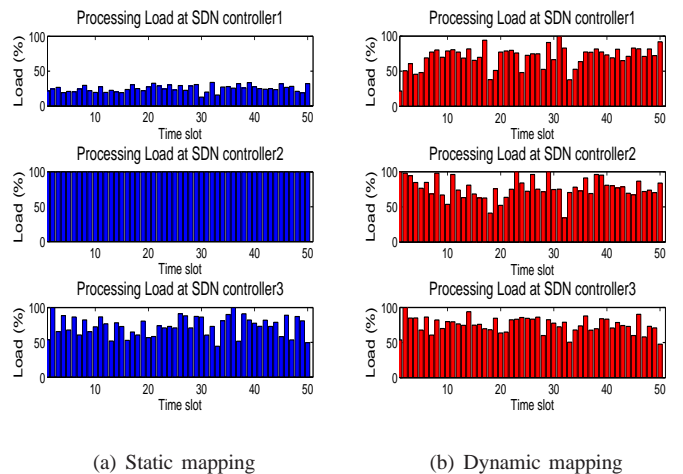 Processing Load at SDN controller1
Load (%)
100
50
0
10 20 30 40 50
Time slot
Processing Load at SDN controller2
Load (%)
100
50
0
10 20 30 40 50
Time slot
Processing Load at SDN controller3
Load (%)
100
50
0
10 20 30 40 50
Time slot
(a) Static mapping
Processing Load at SDN controller1
Load (%)
100
50
0
10 20 30 40 50
Time slot
Processing Load at SDN controller2
Load (%)
100
50
0
10 20 30 40 50
Time slot
Processing Load at SDN controller3
Load (%)
100
50
0
10 20 30 40 50
Time slot
(b) Dynamic mapping